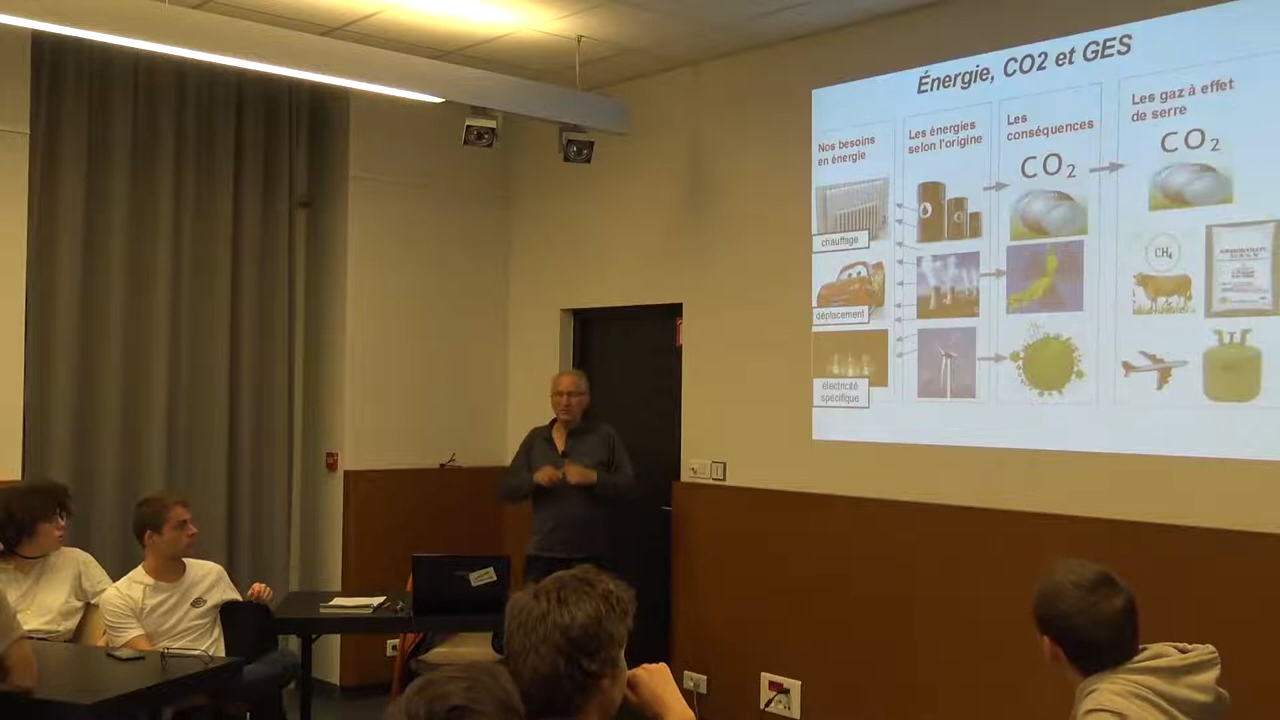 Énergie, CO2 et GES
Nos besoins
en énergie
chauffage
déplacement
électricité
spécifique
Les énergies
selon l'origine
Les
conséquences
CO₂
Les gaz à effet
de serre
CO₂
CH₄